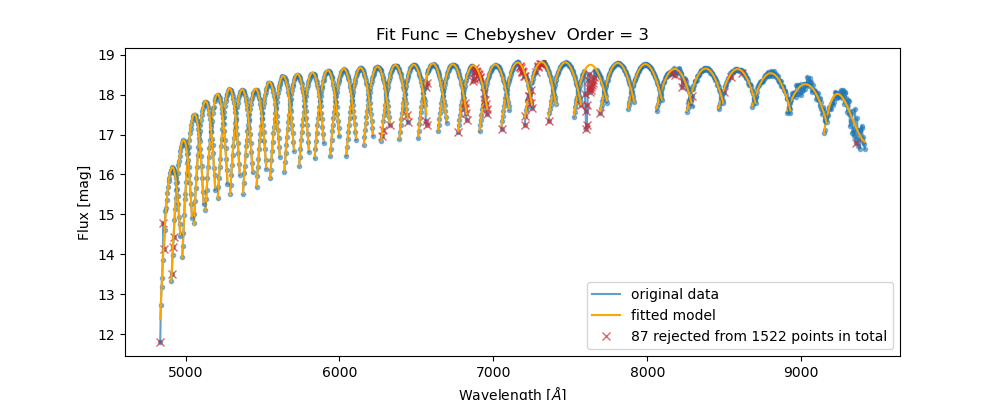 Fit Func = Chebyshev  Order = 3
Flux [mag]
19
18
17
16
15
14
13
12
5000 6000 7000 8000 9000
Wavelength [Å]
original data
fitted model
87 rejected from 1522 points in total